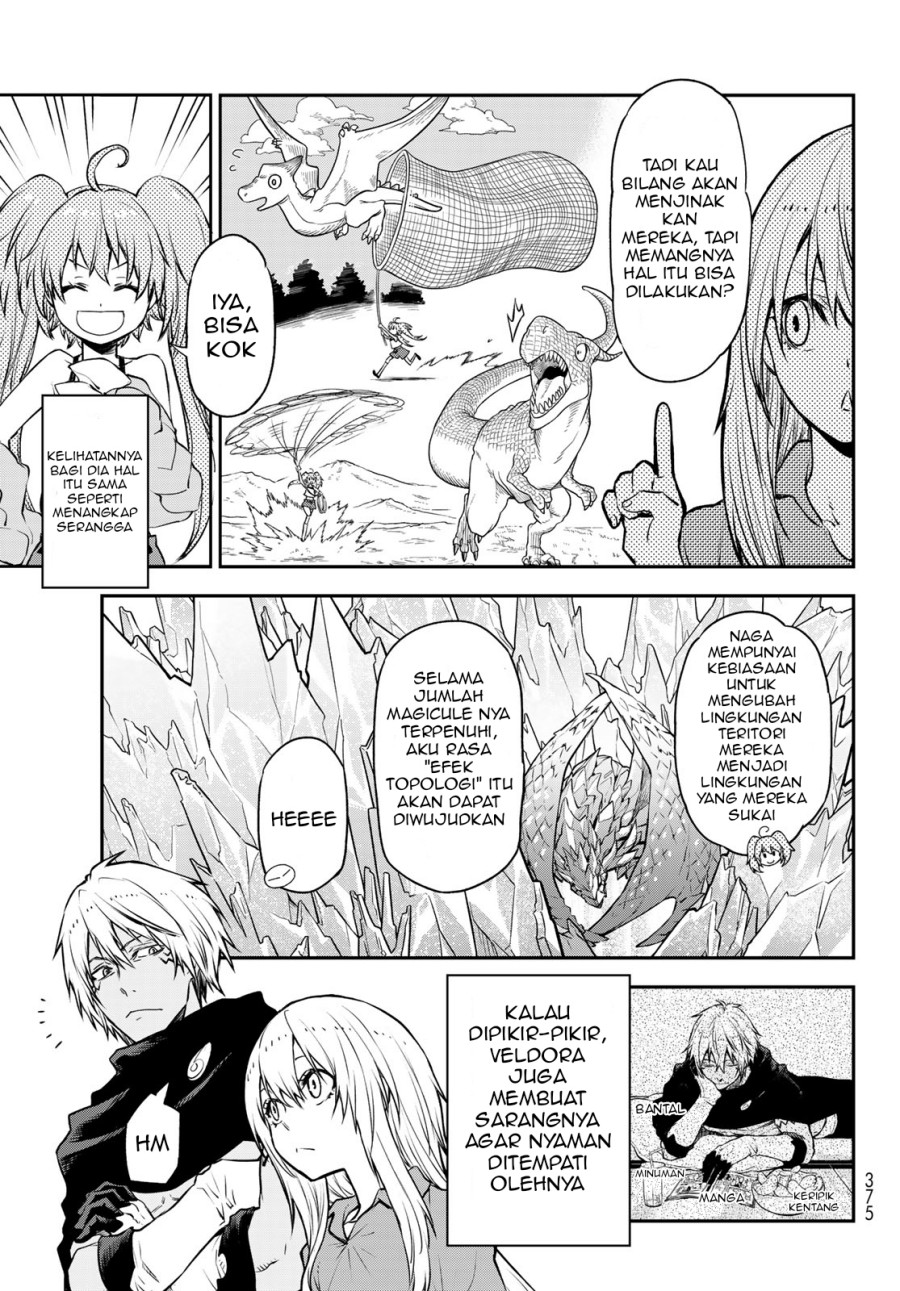 TADI KAU
BILANG AKAN
MENJINAK
KAN
MEREKA, TAPI
MEMANGNYA
HAL ITU BISA
DILAKUKAN?
IYA,
BISA
KOK
KELIHATANNYA
BAGI DIA HAL
ITU SAMA
SEPERTI
MENANGKAP
SERANGGA
NAGA
MEMPUNYAI
KEBIASAAN
UNTUK
MENGUBAH
LINGKUNGAN
TERITORI
MEREKA
MENJADI
LINGKUNGAN
YANG MEREKA
SUKAI
SELAMA
JUMLAH
MAGICULE NYA
TERPENUHI,
AKU RASA
"EFEK
TOPOLOGI" ITU
AKAN DAPAT
DIWUJUDKAN
HEEEE
KALAU
DIPIKIR-PIKIR,
VELDORA
JUGA
MEMBUAT
SARANGNYA
AGAR NYAMAN
DITEMPATI
OLEHNYA
BANTAL
MINUMAN
MANGA
KERIPIK
KENTANG
HM
375